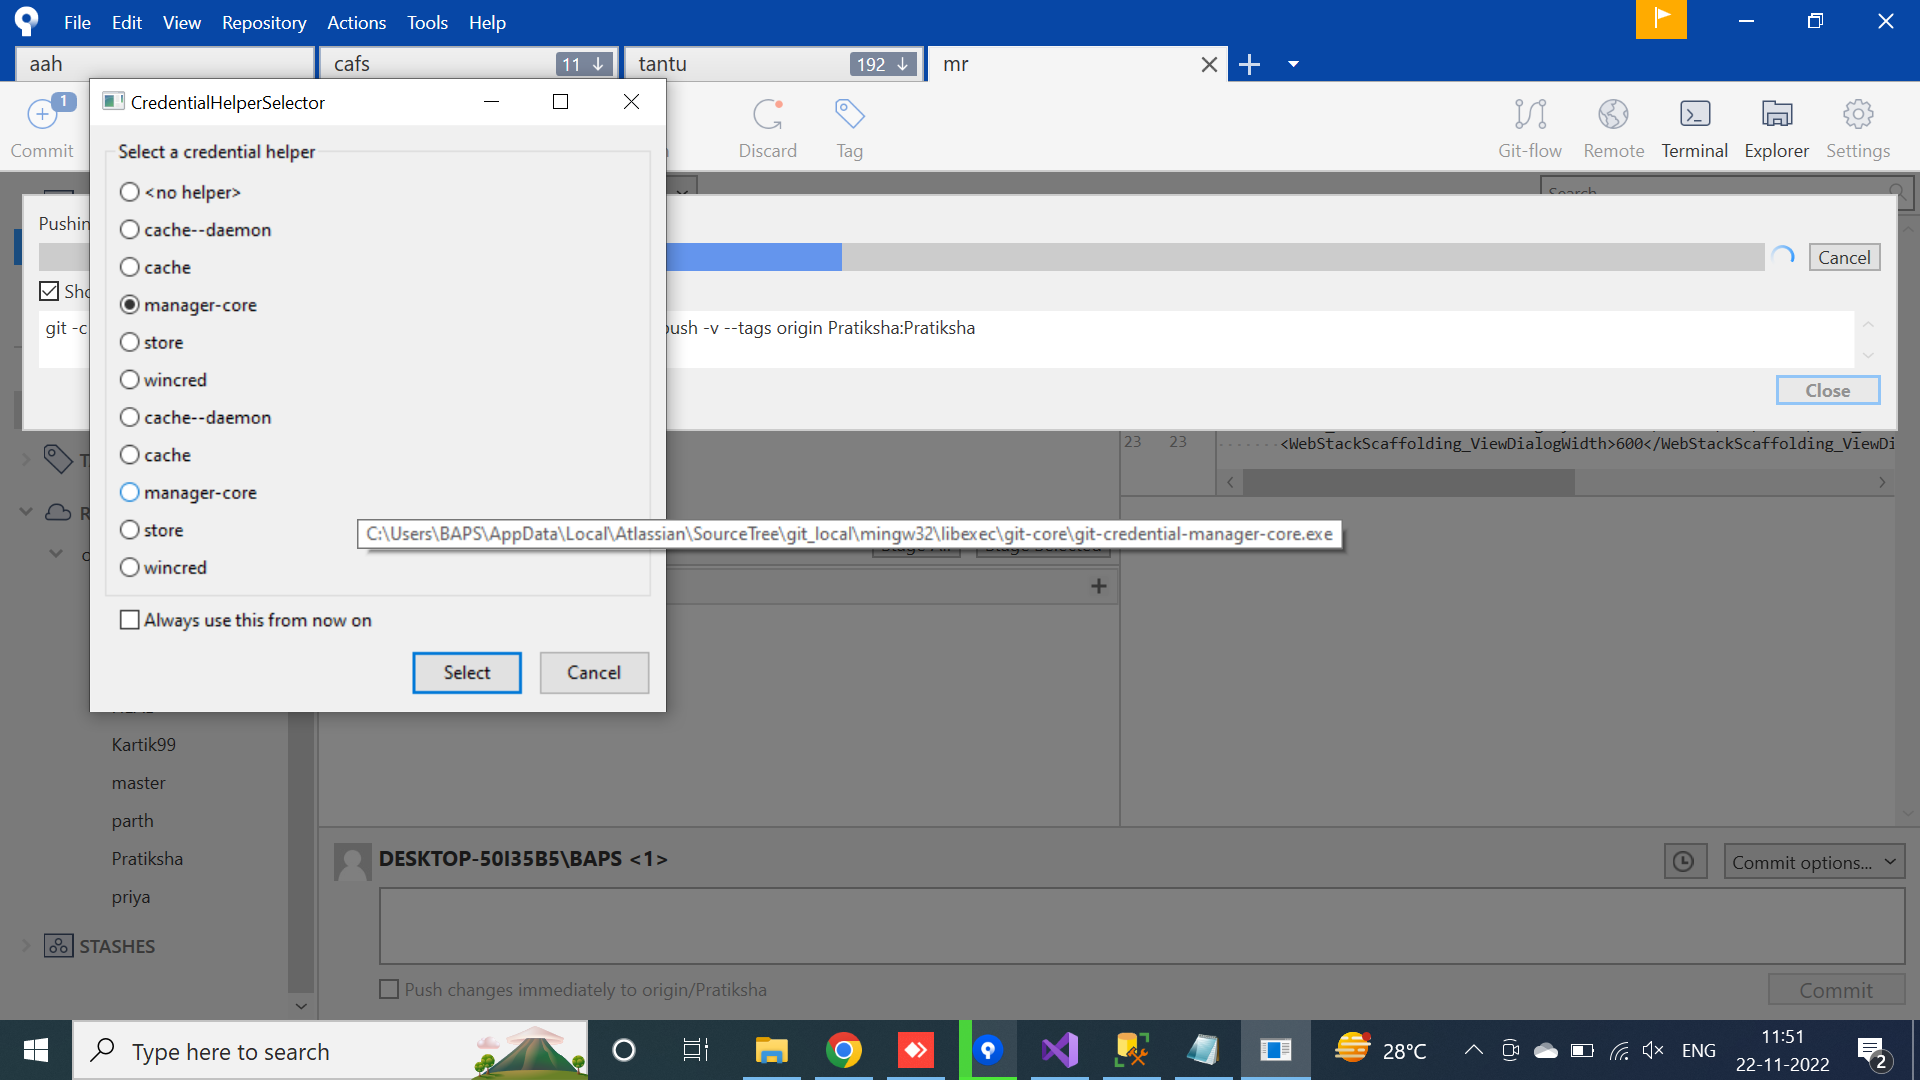 File Edit View Repository Actions Tools Help
aah
cafs 11
tantu 192
mr
1
Commit
Discard
Tag
Git-flow
Remote
Terminal
Explorer
Settings
CredentialHelperSelector
Select a credential helper
<no helper>
cache--daemon
cache
manager-core
store
wincred
cache--daemon
cache
manager-core
store
wincred
Always use this from now on
Select
Cancel
Search
Cancel
git -c
push -v --tags origin Pratiksha:Pratiksha
Close
23 23
<WebStackScaffolding_ViewDialogWidth>600</WebStackScaffolding_ViewDi
C:\Users\BAPS\AppData\Local\Atlassian\SourceTree\git_local\mingw32\libexec\git-core\git-credential-manager-core.exe
Stage All
Stage Selected
Kartik99
master
parth
Pratiksha
priya
STASHES
DESKTOP-50I35B5\BAPS <1>
Commit options...
Push changes immediately to origin/Pratiksha
Commit
Type here to search
28°C
ENG
11:51
22-11-2022
2